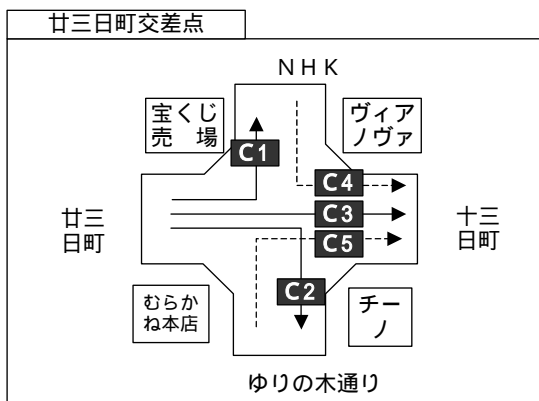 廿三日町交差点
ＮＨＫ
宝くじ
売　場
ヴィア
ノヴァ
C1
C4
廿三
日町
C3
十三
日町
C5
C2
むらか
ね本店
チー
ノ
ゆりの木通り